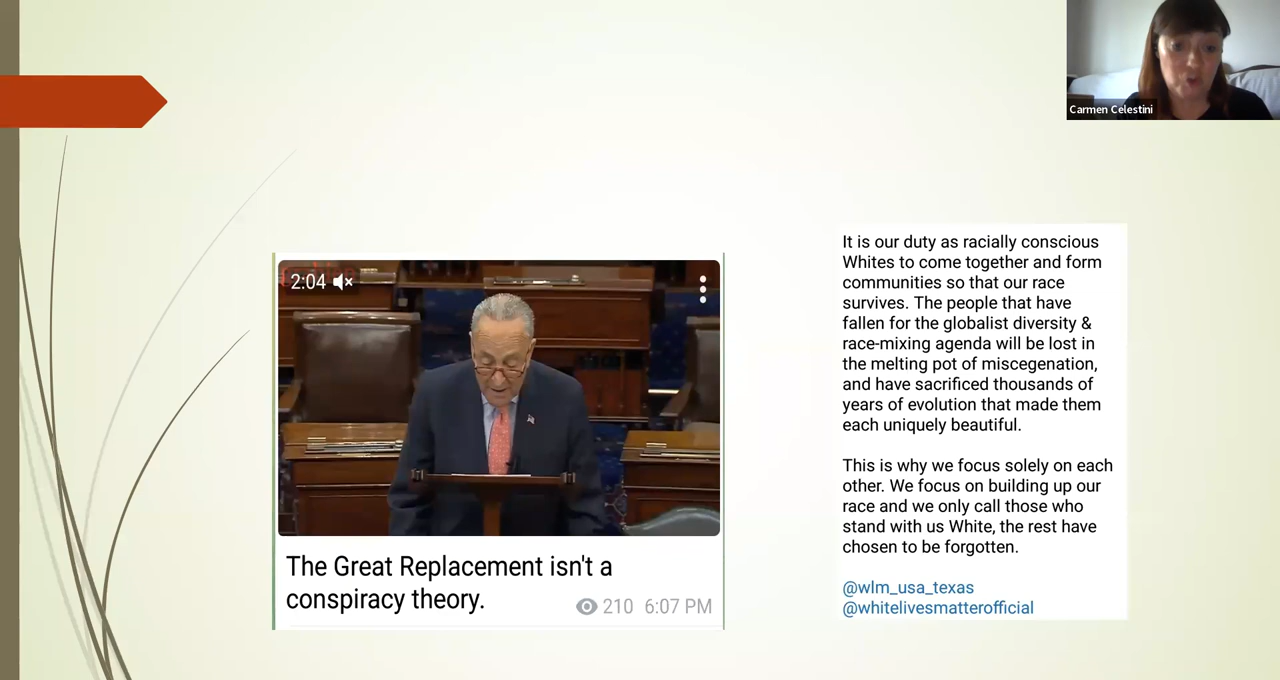 Carmen Celestini
2:04
The Great Replacement isn't a
conspiracy theory.
210 6:07 PM
It is our duty as racially conscious
Whites to come together and form
communities so that our race
survives. The people that have
fallen for the globalist diversity &
race-mixing agenda will be lost in
the melting pot of miscegenation,
and have sacrificed thousands of
years of evolution that made them
each uniquely beautiful.
This is why we focus solely on each
other. We focus on building up our
race and we only call those who
stand with us White, the rest have
chosen to be forgotten.
@wlm_usa_texas
@whitelivesmatterofficial